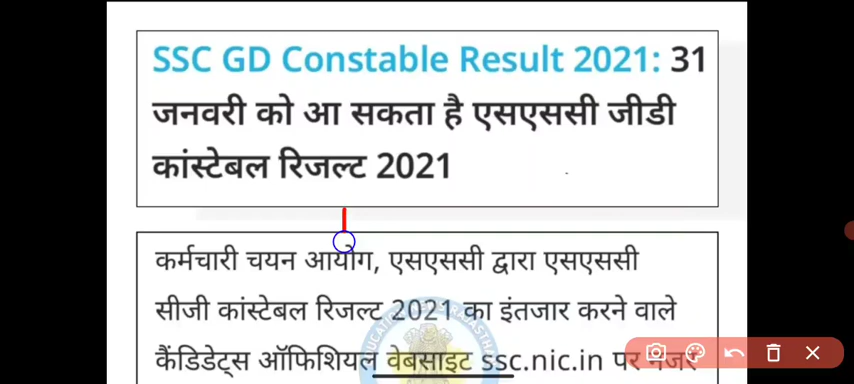 SSC GD Constable Result 2021: 31
जनवरी को आ सकता है एसएससी जीडी
कांस्टेबल रिजल्ट 2021
कर्मचारी चयन आयोग, एसएससी द्वारा एसएससी
सीजी कांस्टेबल रिजल्ट 2021 का इंतजार करने वाले
कैंडिडेट्स ऑफिशियल वेबसाइट ssc.nic.in पर नजर